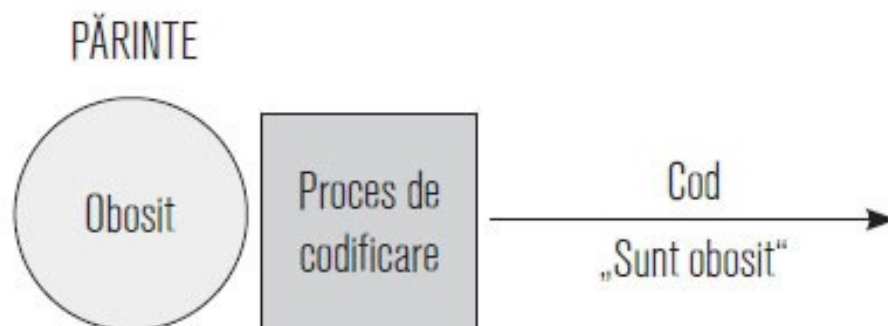 PĂRINTE
Obosit
Proces de
codificare
Cod
„Sunt obosit“